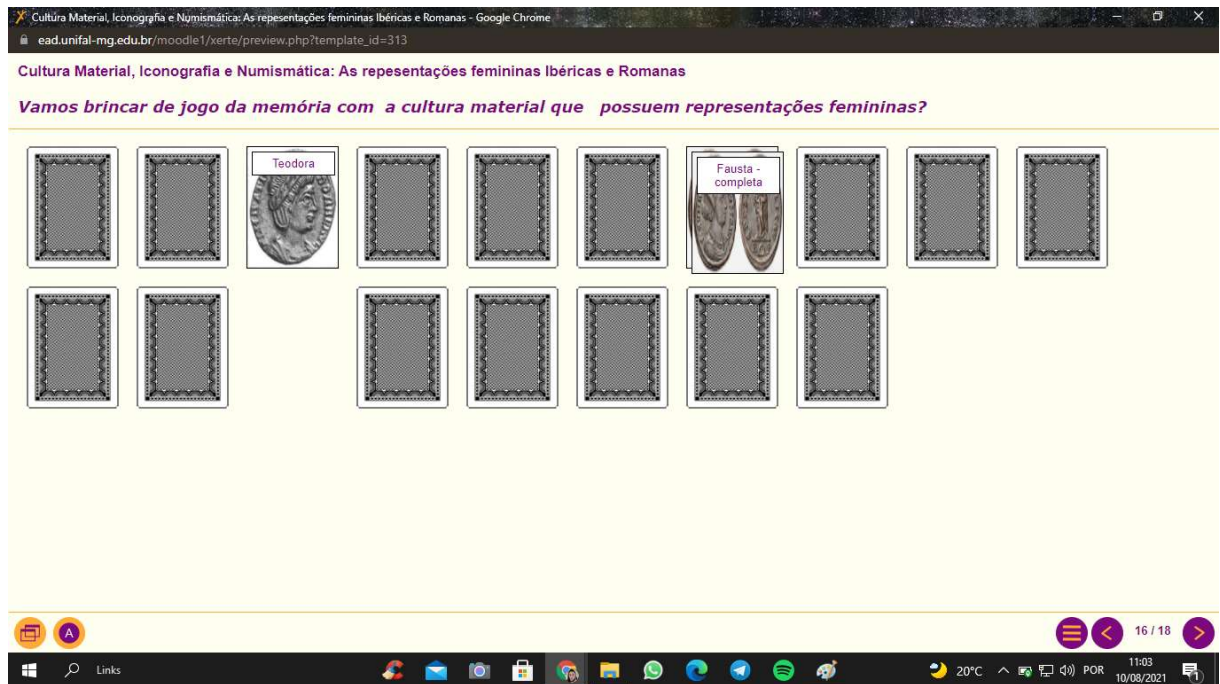 Cultura Material, Iconografia e Numismática: As repesentações femininas Ibéricas e Romanas - Google Chrome
ead.unifal-mg.edu.br/moodle1/xerte/preview.php?template_id=313
Cultura Material, Iconografia e Numismática: As repesentações femininas Ibéricas e Romanas
Vamos brincar de jogo da memória com a cultura material que possuem representações femininas?
Teodora
Fausta -
completa
A
16 / 18
Links
20°C
POR
11:03
10/08/2021
1